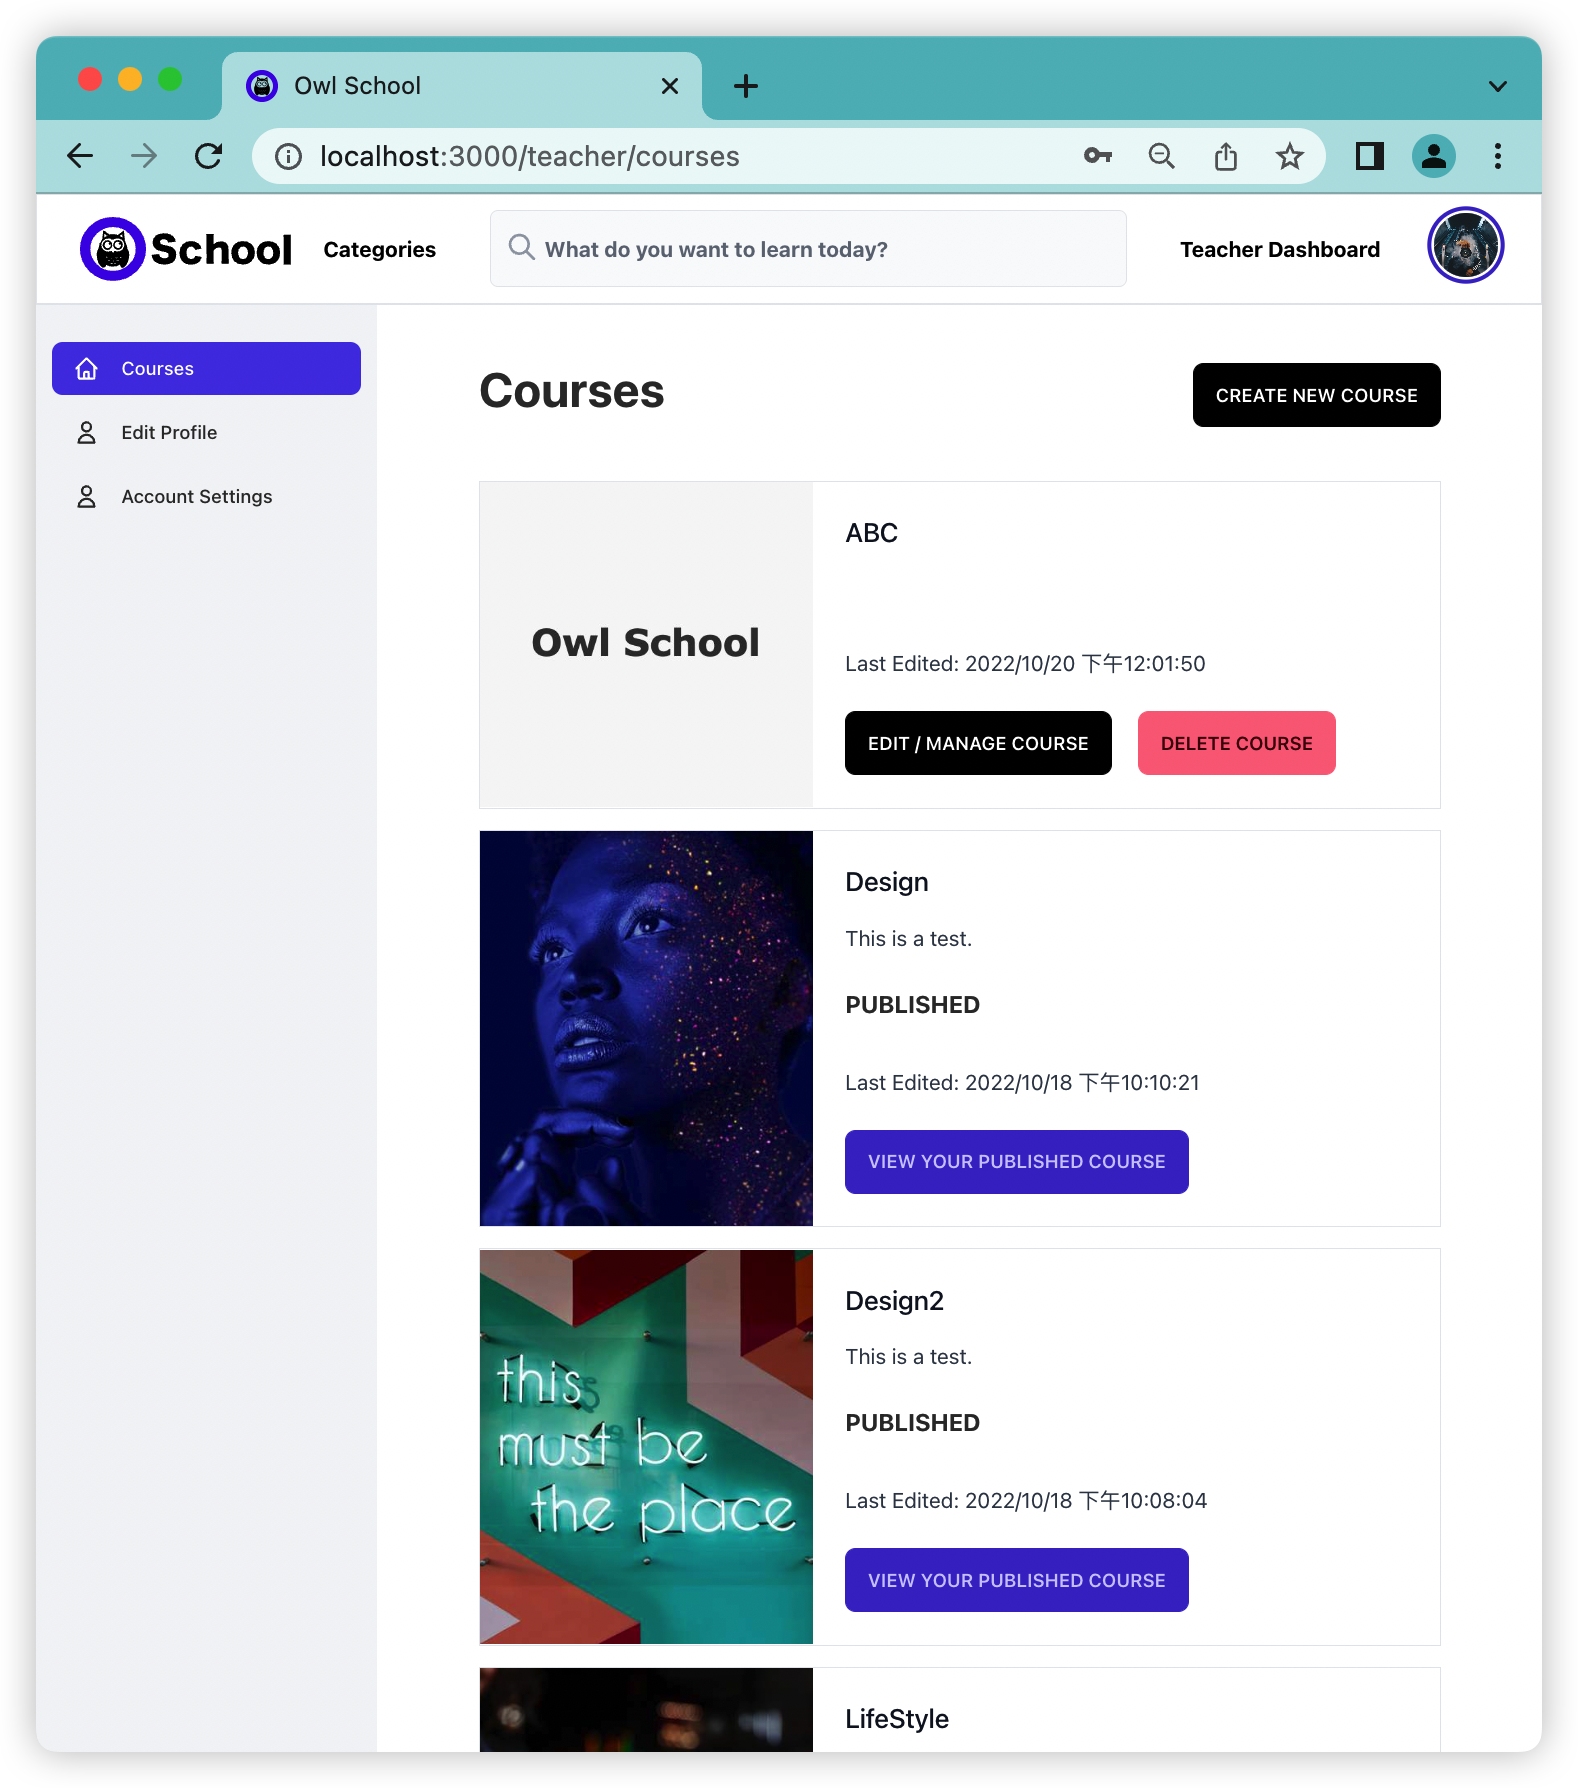 Owl School
localhost:3000/teacher/courses
School
Categories
What do you want to learn today?
Teacher Dashboard
Courses
Edit Profile
Account Settings
Courses
CREATE NEW COURSE
Owl School
ABC
Last Edited: 2022/10/20 下午12:01:50
EDIT / MANAGE COURSE
DELETE COURSE
Design
This is a test.
PUBLISHED
Last Edited: 2022/10/18 下午10:10:21
VIEW YOUR PUBLISHED COURSE
this
must be
the place
Design2
This is a test.
PUBLISHED
Last Edited: 2022/10/18 下午10:08:04
VIEW YOUR PUBLISHED COURSE
LifeStyle